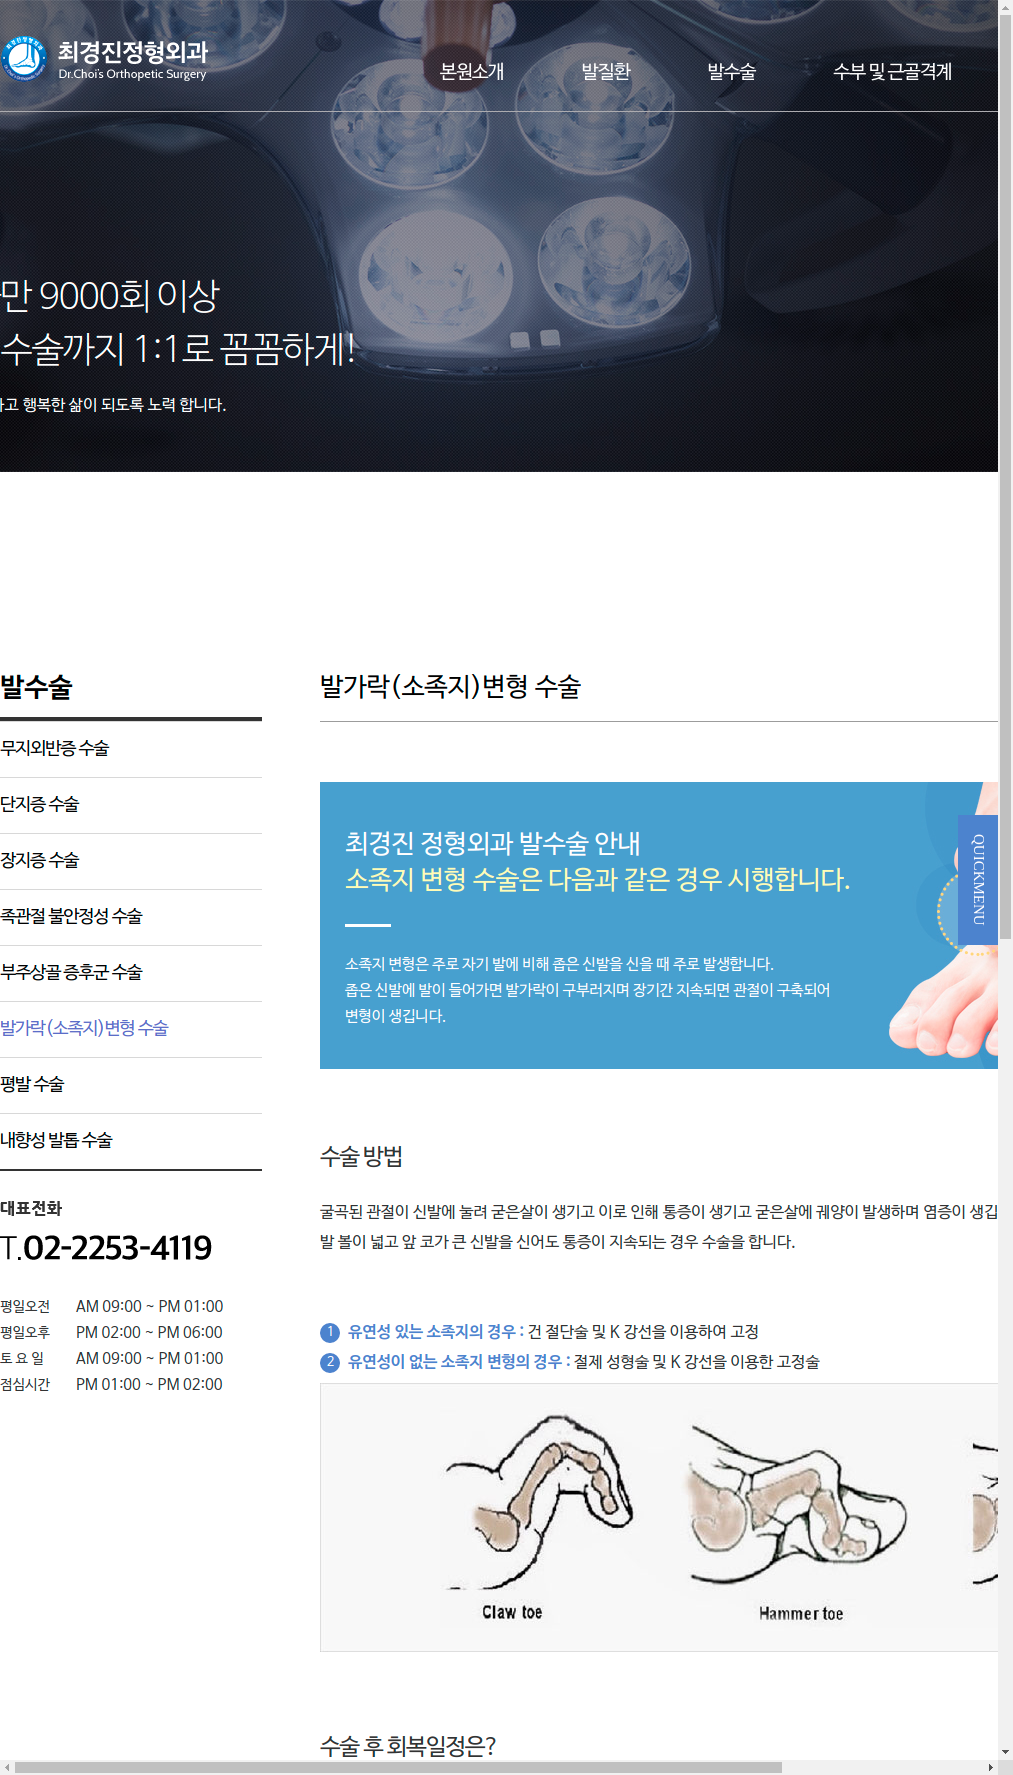 최경진정형외과
Dr.Choi's Orthopetic Surgery
본원소개
발질환
발수술
수부 및 근골격계
만 9000회 이상
수술까지 1:1로 꼼꼼하게!
고 행복한 삶이 되도록 노력 합니다.
발수술
무지외반증 수술
단지증 수술
장지증 수술
족관절 불안정성 수술
부주상골 증후군 수술
발가락(소족지)변형 수술
평발 수술
내향성 발톱 수술
대표전화
T.02-2253-4119
평일오전 AM 09:00 ~ PM 01:00
평일오후 PM 02:00 ~ PM 06:00
토 요 일 AM 09:00 ~ PM 01:00
점심시간 PM 01:00 ~ PM 02:00
발가락(소족지)변형 수술
최경진 정형외과 발수술 안내
소족지 변형 수술은 다음과 같은 경우 시행합니다.
소족지 변형은 주로 자기 발에 비해 좁은 신발을 신을 때 주로 발생합니다.
좁은 신발에 발이 들어가면 발가락이 구부러지며 장기간 지속되면 관절이 구축되어
변형이 생깁니다.
QUICKMENU
수술 방법
굴곡된 관절이 신발에 눌려 굳은살이 생기고 이로 인해 통증이 생기고 굳은살에 궤양이 발생하며 염증이 생깁
발 볼이 넓고 앞 코가 큰 신발을 신어도 통증이 지속되는 경우 수술을 합니다.
1 유연성 있는 소족지의 경우 : 건 절단술 및 K 강선을 이용하여 고정
2 유연성이 없는 소족지 변형의 경우 : 절제 성형술 및 K 강선을 이용한 고정술
Claw toe
Hammer toe
수술 후 회복일정은?